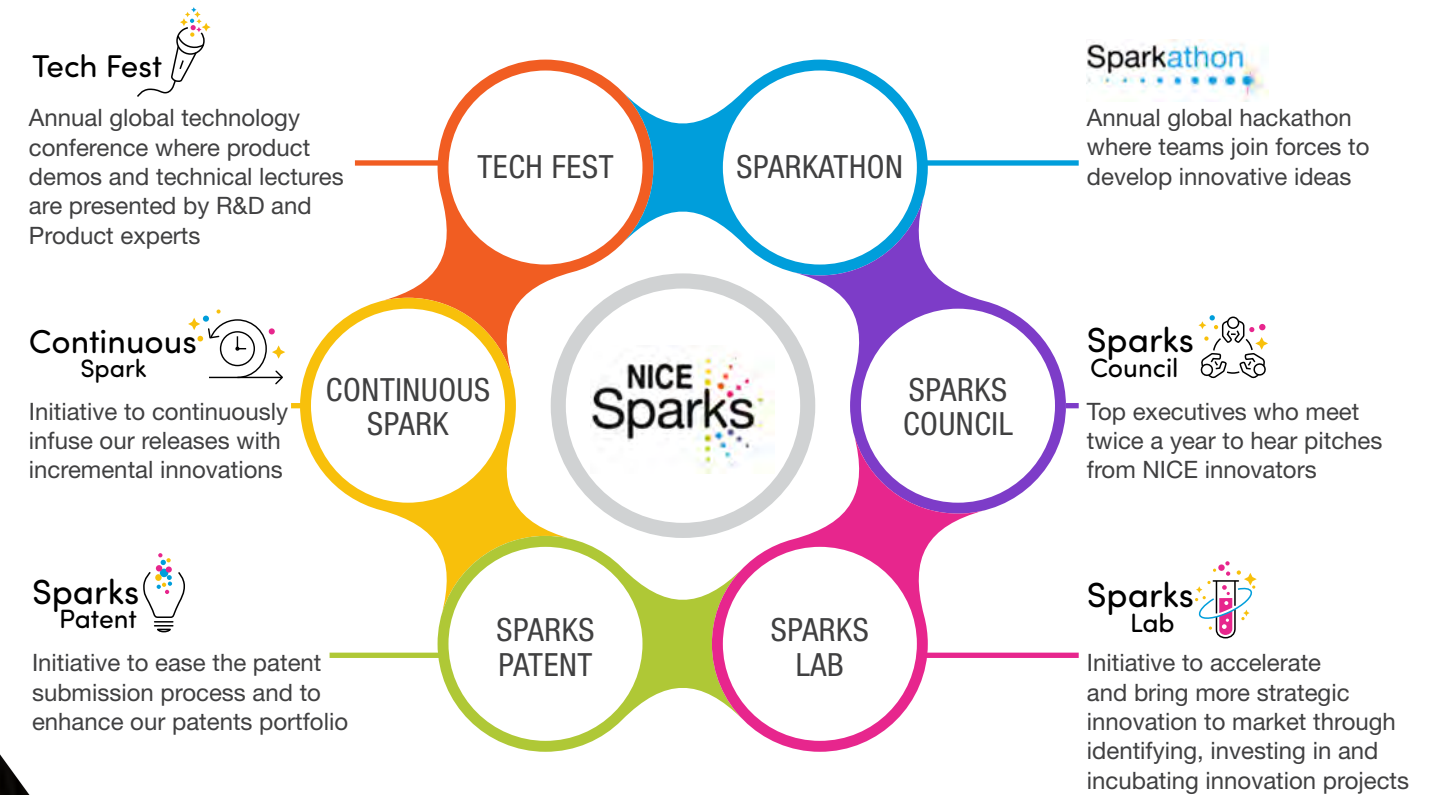 Tech Fest
Annual global technology
conference where product
demos and technical lectures
are presented by R&D and
Product experts
Continuous
Spark
Initiative to continuously
infuse our releases with
incremental innovations
Sparks
Patent
Initiative to ease the patent
submission process and to
enhance our patents portfolio
TECH FEST
SPARKATHON
CONTINUOUS
SPARK
NICE
Sparks
SPARKS
COUNCIL
SPARKS
PATENT
SPARKS
LAB
Sparkathon
Annual global hackathon
where teams join forces to
develop innovative ideas
Sparks
Council
Top executives who meet
twice a year to hear pitches
from NICE innovators
Sparks
Lab
Initiative to accelerate
and bring more strategic
innovation to market through
identifying, investing in and
incubating innovation projects